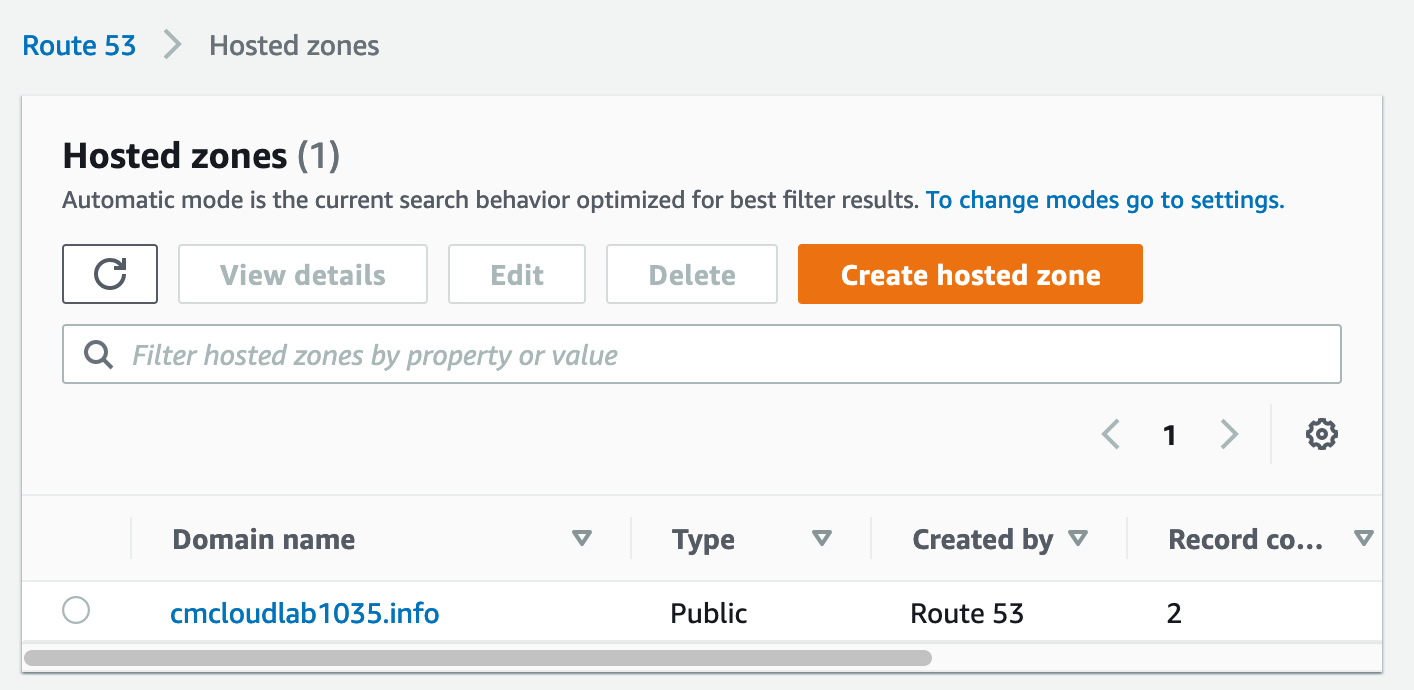 Route 53 > Hosted zones
Hosted zones (1)
Automatic mode is the current search behavior optimized for best filter results. To change modes go to settings.
View details Edit Delete Create hosted zone
Filter hosted zones by property or value
1
Domain name Type Created by Record co...
cmcloudlab1035.info Public Route 53 2